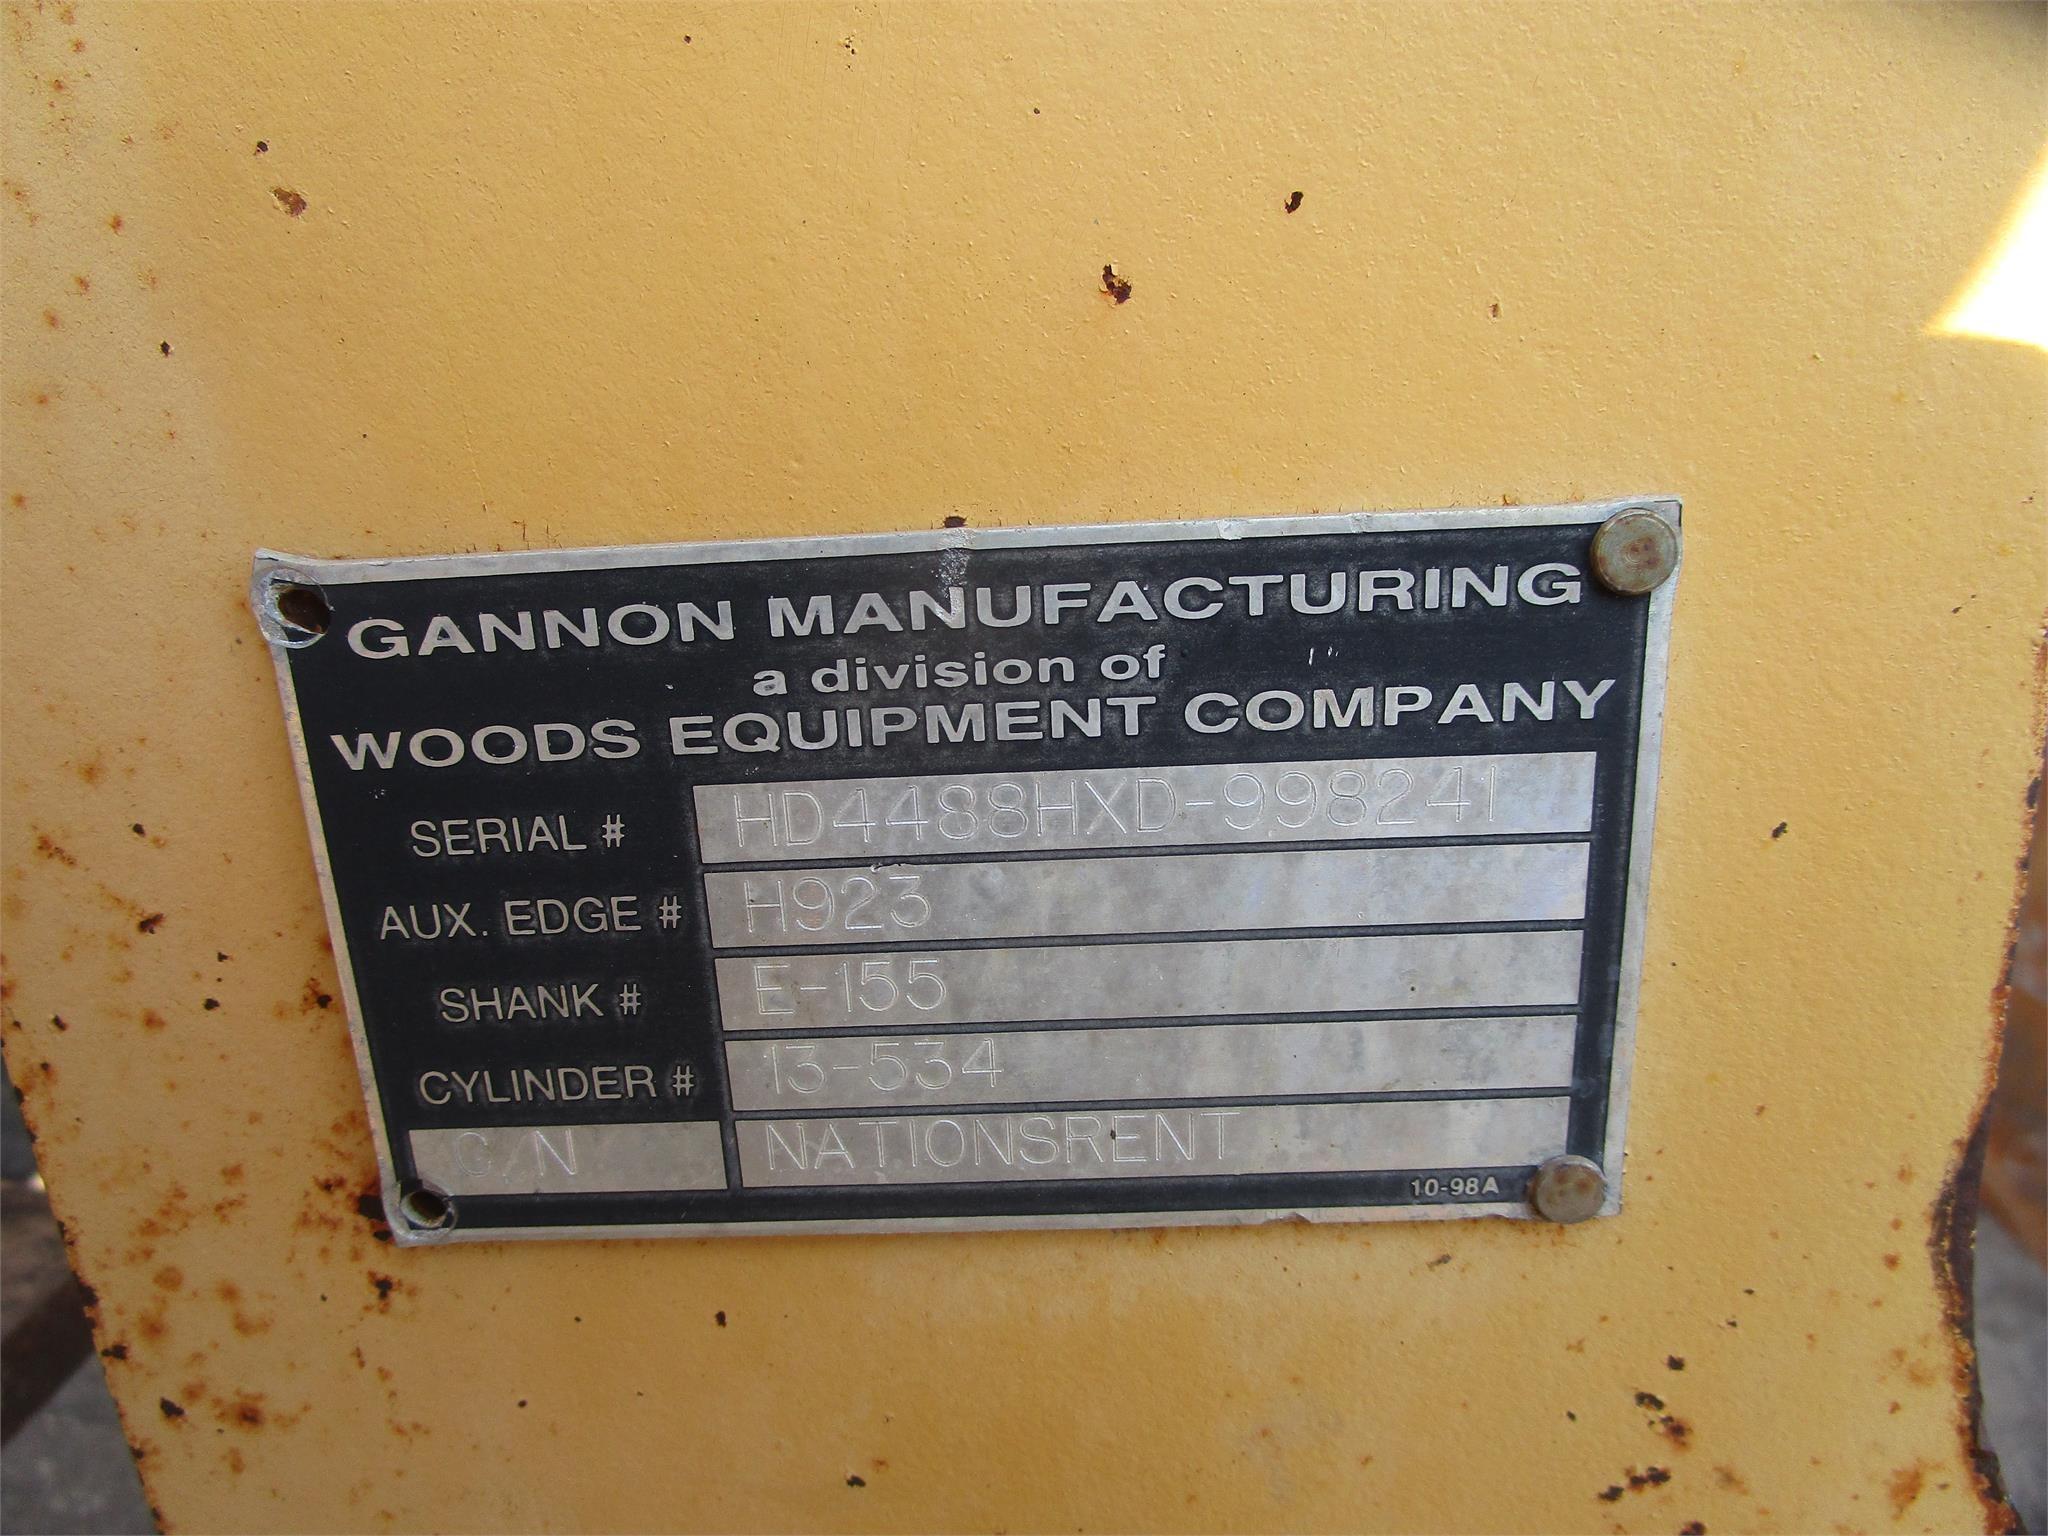 GANNON MANUFACTURING
a division of
WOODS EQUIPMENT COMPANY
SERIAL # HD4488HXD-998241
AUX. EDGE # H923
SHANK # E-155
CYLINDER # 13-534
C/N NATIONSRENT
10-98A